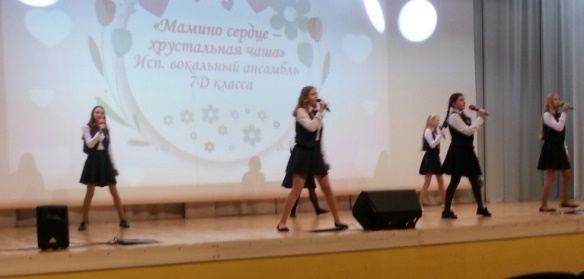 «Мамино сердце –
хрустальная чаша»
Исп. вокальный ансамбль
7D класса